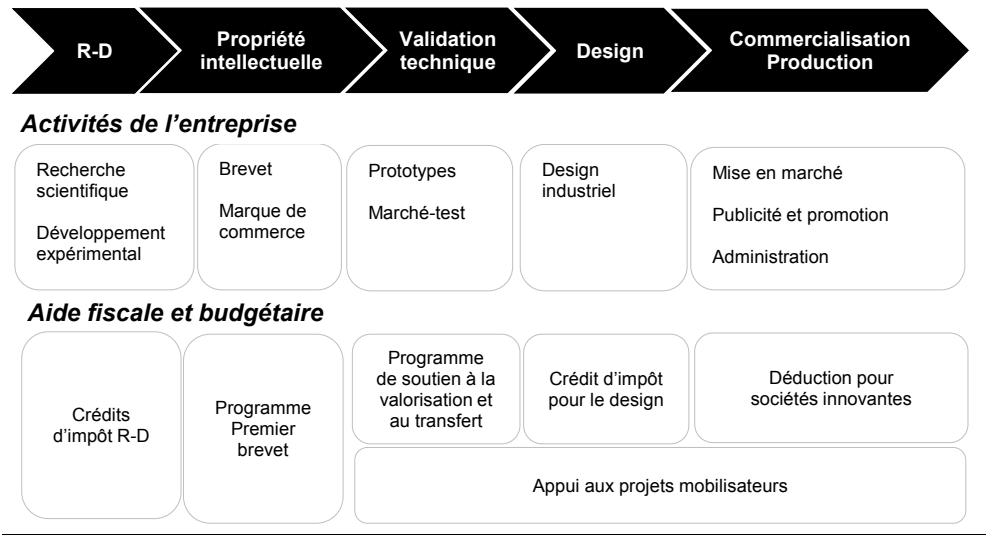 R-D
Propriété
intellectuelle
Validation
technique
Design
Commercialisation
Production
Activités de l’entreprise
Recherche
scientifique
Développement
expérimental
Brevet
Marque de
commerce
Prototypes
Marché-test
Design
industriel
Mise en marché
Publicité et promotion
Administration
Aide fiscale et budgétaire
Crédits
d’impôt R-D
Programme
Premier
brevet
Programme
de soutien à la
valorisation et
au transfert
Crédit d’impôt
pour le design
Déduction pour
sociétés innovantes
Appui aux projets mobilisateurs